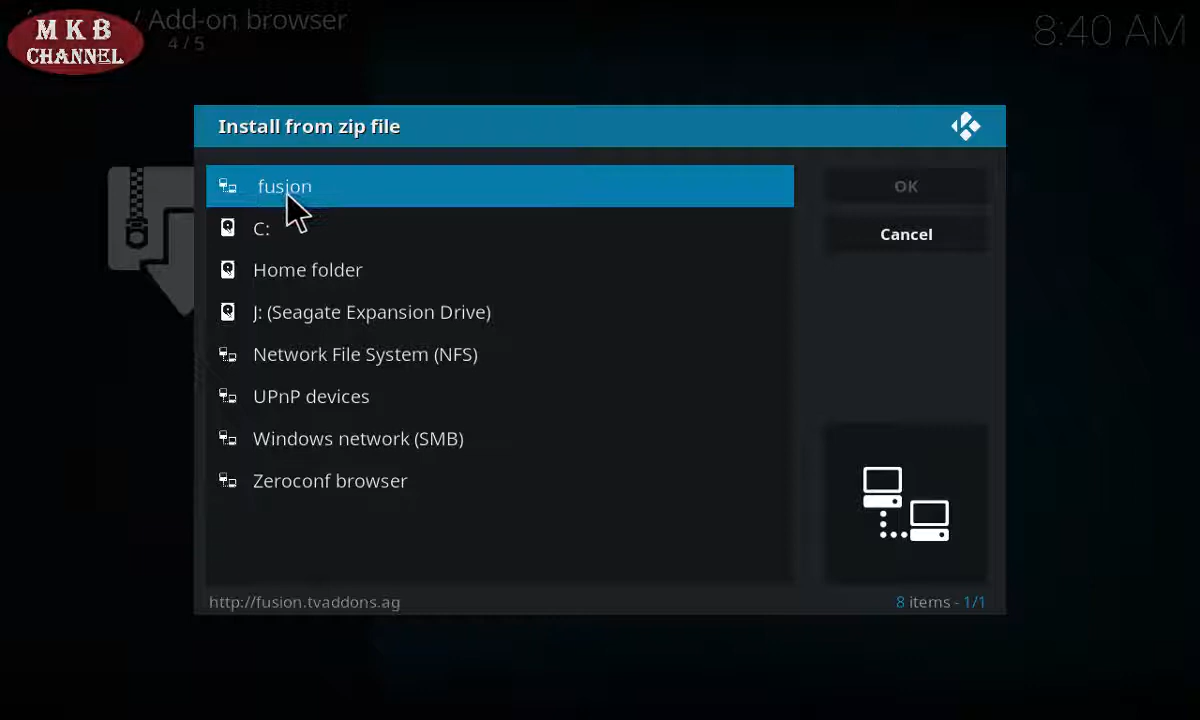 MKB
CHANNEL
/ Add-on browser
4 / 5
8:40 AM
Install from zip file
fusion
C:
Home folder
J: (Seagate Expansion Drive)
Network File System (NFS)
UPnP devices
Windows network (SMB)
Zeroconf browser
OK
Cancel
http://fusion.tvaddons.ag
8 items - 1/1